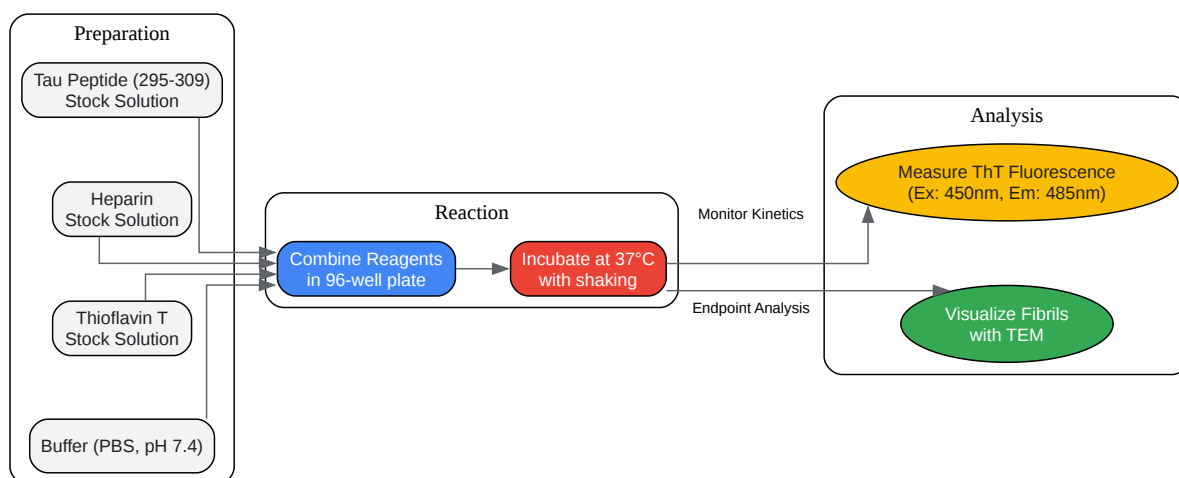 Preparation
Tau Peptide (295-309)
Stock Solution
Heparin
Stock Solution
Thioflavin T
Stock Solution
Buffer (PBS, pH 7.4)
Reaction
Combine Reagents
in 96-well plate
Incubate at 37°C
with shaking
Monitor Kinetics
Endpoint Analysis
Analysis
Measure ThT Fluorescence
(Ex: 450nm, Em: 485nm)
Visualize Fibrils
with TEM